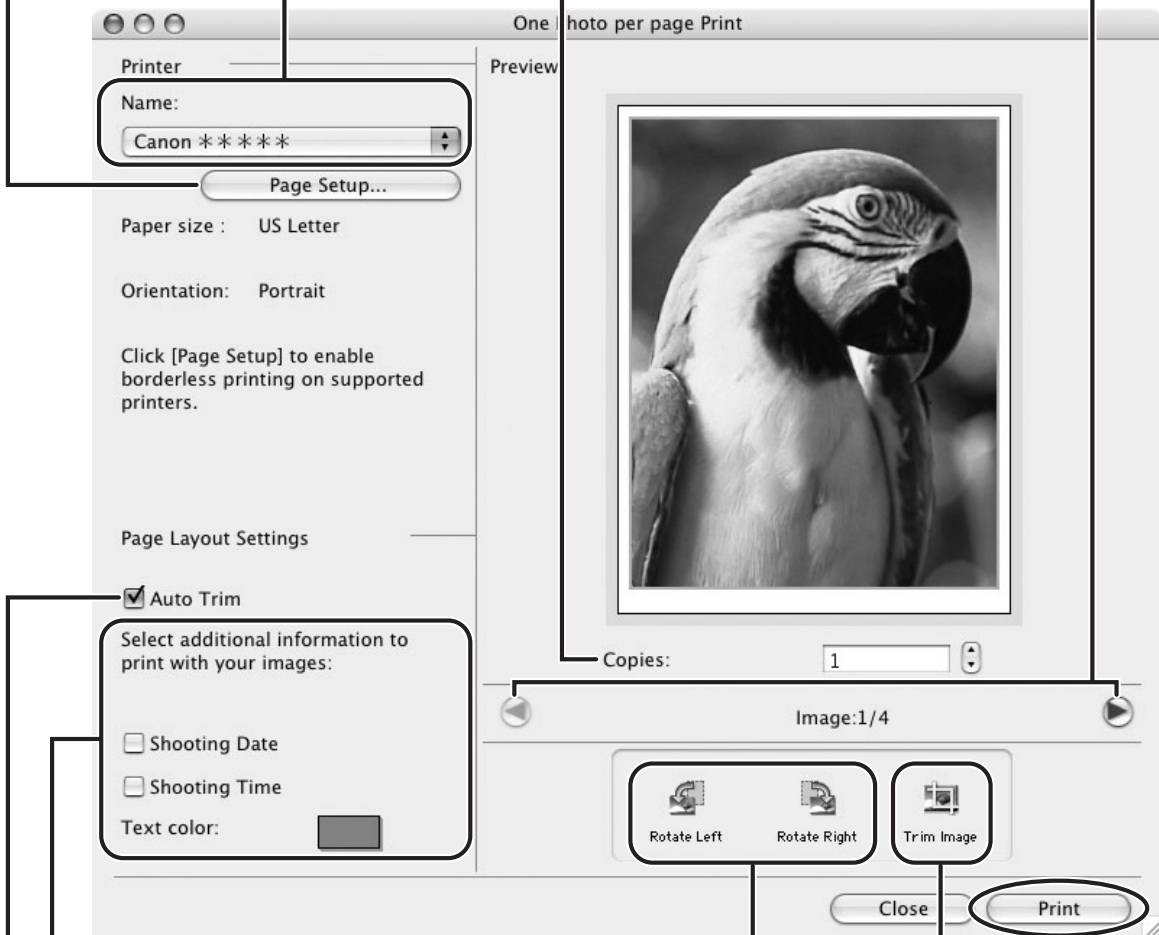 One Photo per page Print
Printer
Name:
Canon *****
Page Setup...
Paper size : US Letter
Orientation: Portrait
Click [Page Setup] to enable
borderless printing on supported
printers.
Page Layout Settings
Auto Trim
Select additional information to
print with your images:
Shooting Date
Shooting Time
Text color:
Preview
Copies: 1
Image:1/4
Rotate Left Rotate Right Trim Image
Close Print